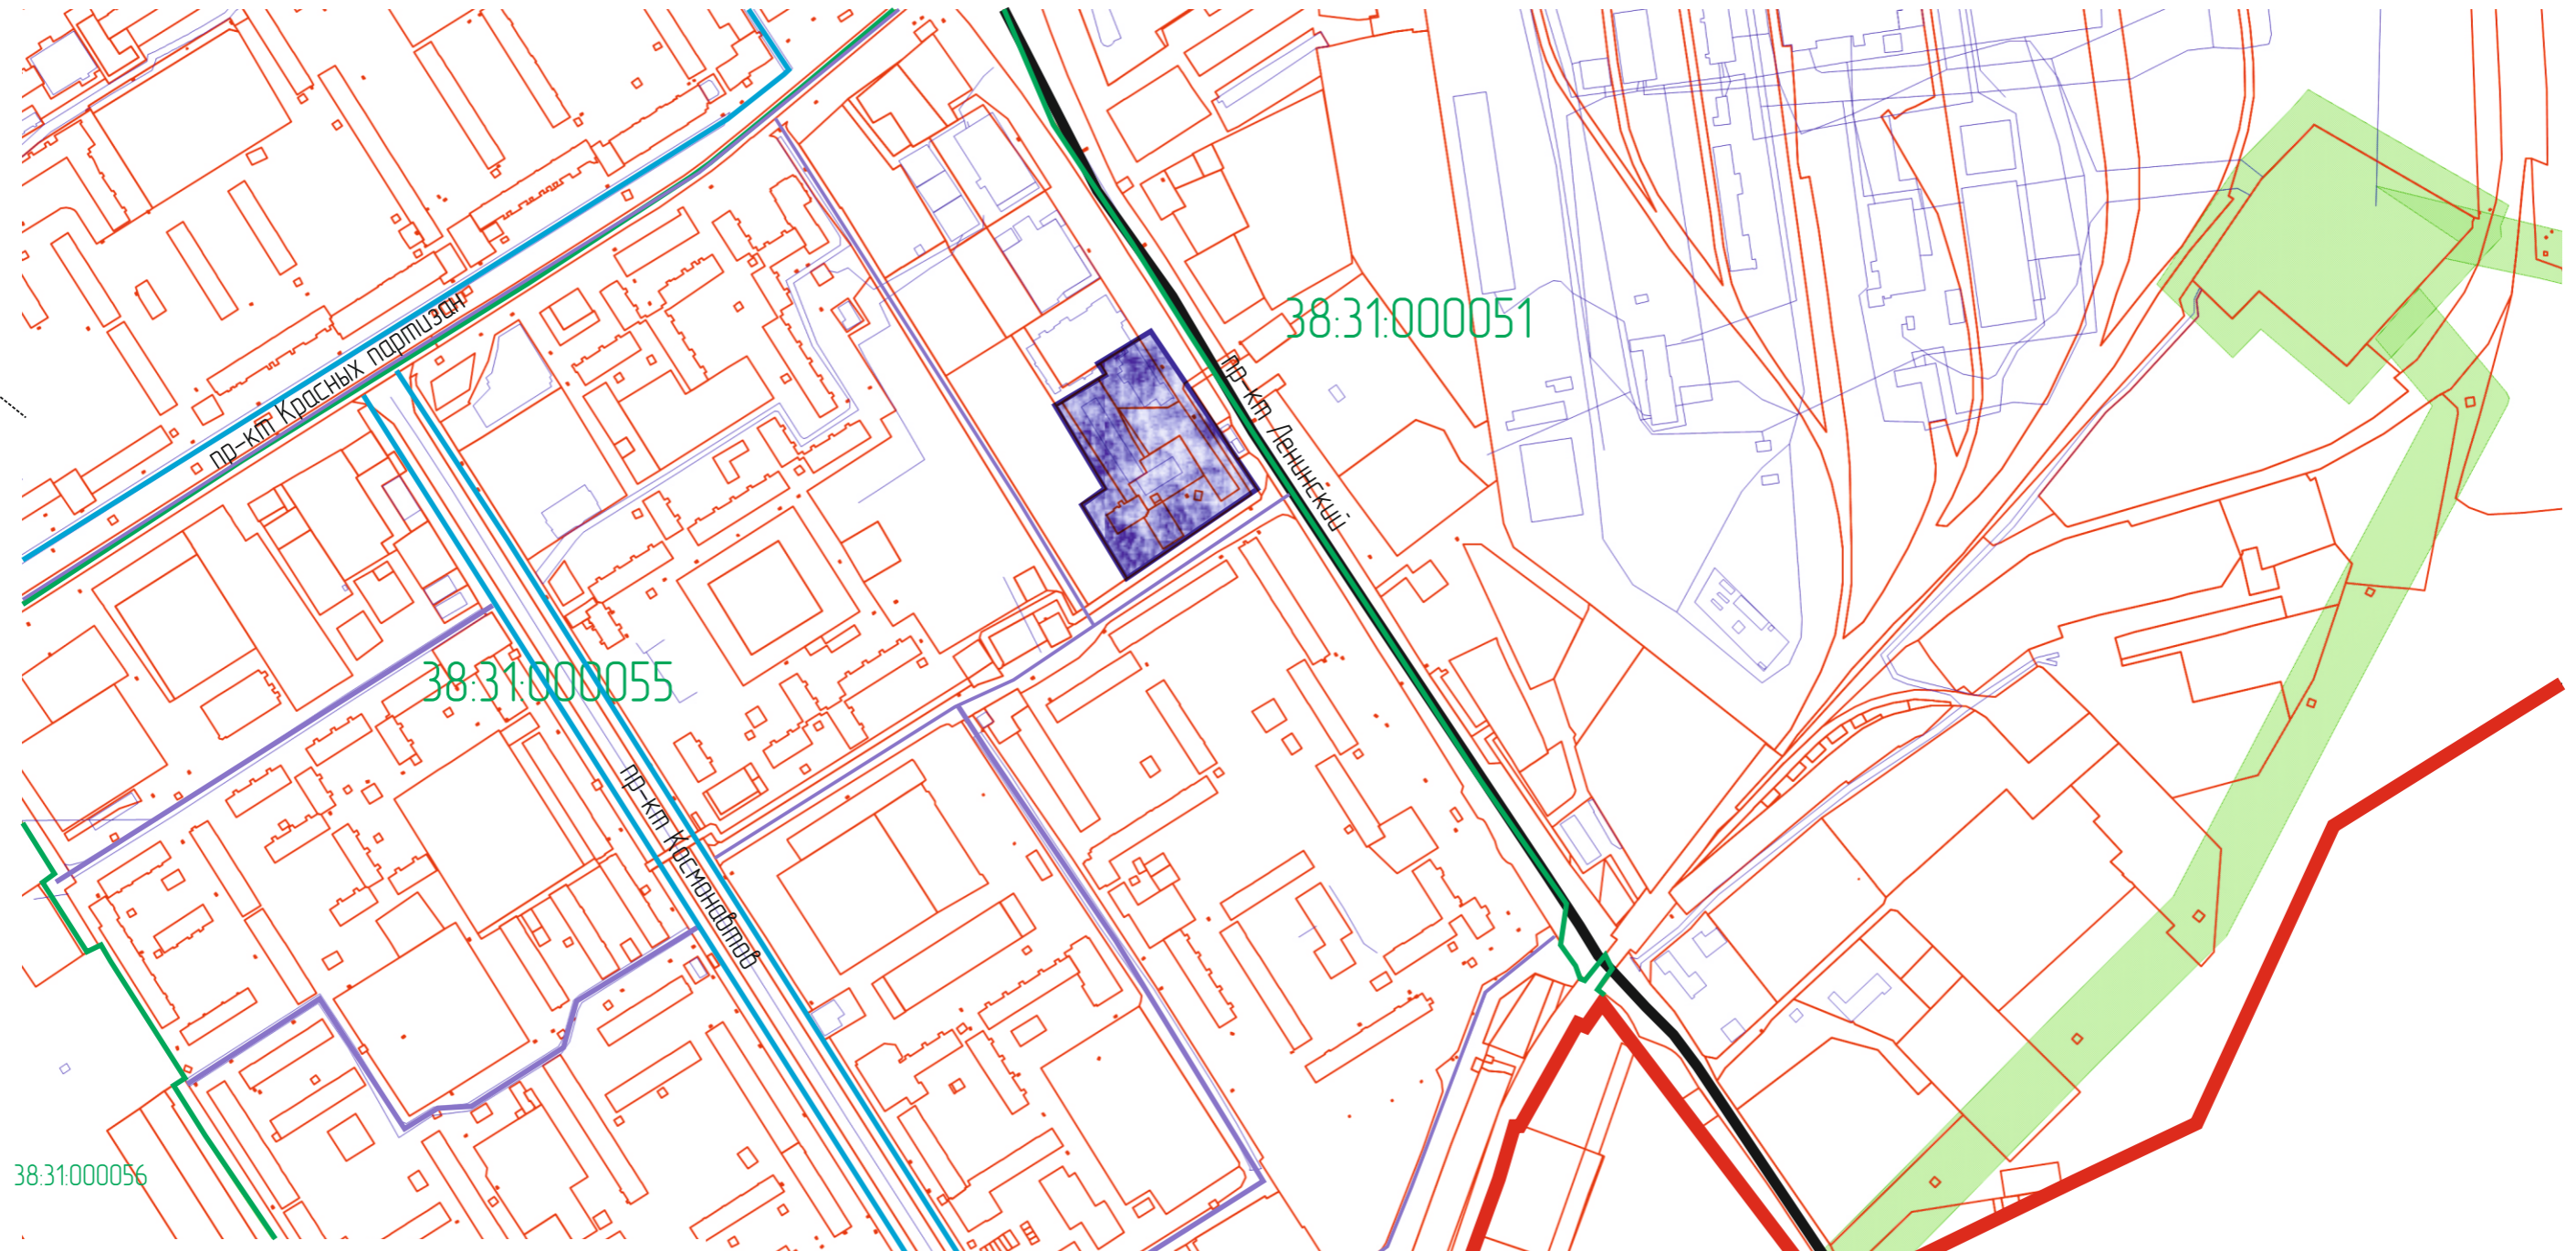 пр-кт Красных партизан
38:31:000051
пр-кт Ленинский
38:31:000055
пр-кт Космонавтов
38:31:000056